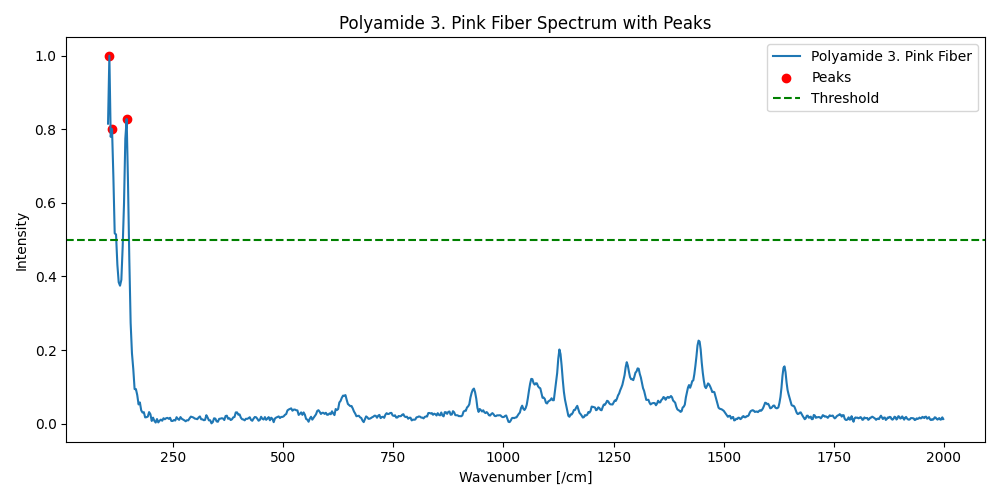 Polyamide 3. Pink Fiber Spectrum with Peaks
Polyamide 3. Pink Fiber
Peaks
Threshold
Intensity
1.0
0.8
0.6
0.4
0.2
0.0
250 500 750 1000 1250 1500 1750 2000
Wavenumber [/cm]